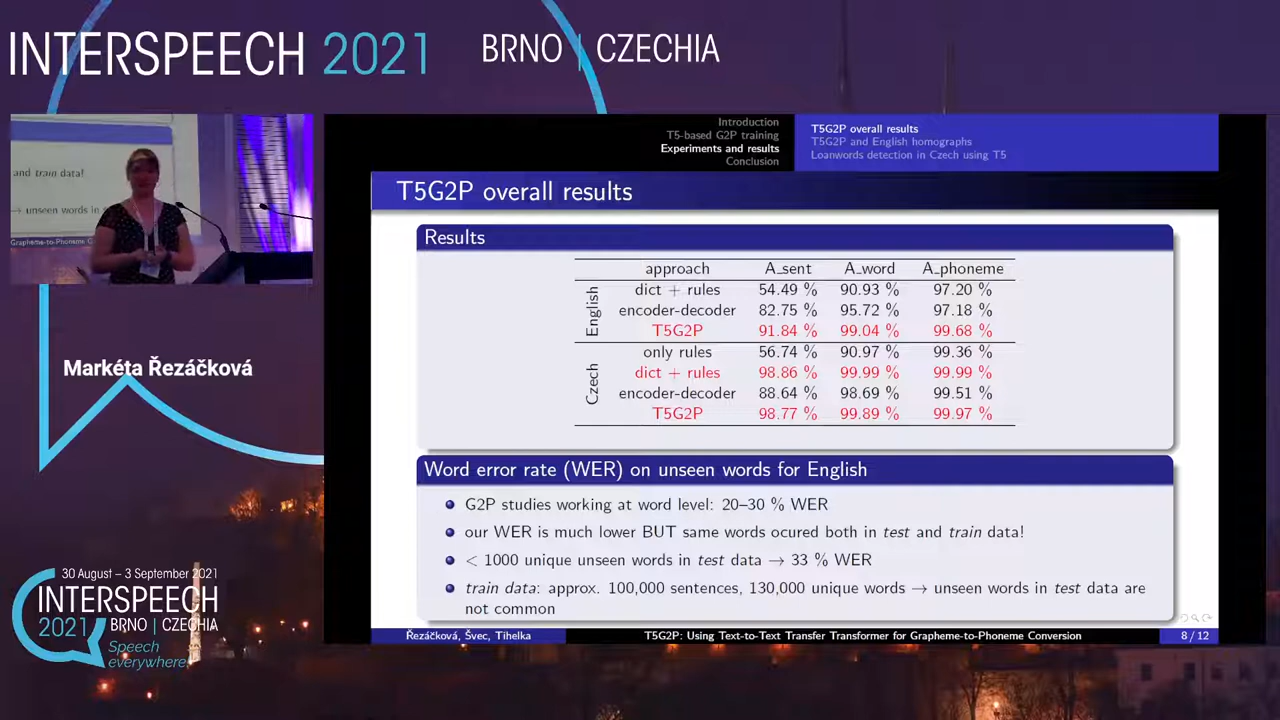 INTERSPEECH 2021
BRNO | CZECHIA
and train data!
→ unseen words in
Grapheme-to-Phoneme
Markéta Řezáčková
30 August – 3 September 2021
INTERSPEECH
2021 BRNO | CZECHIA
Speech
everywhere!
Introduction
T5-based G2P training
Experiments and results
Conclusion
T5G2P overall results
T5G2P and English homographs
Loanwords detection in Czech using T5
T5G2P overall results
Results
approach A_sent A_word A_phoneme
English
dict + rules 54.49 % 90.93 % 97.20 %
encoder-decoder 82.75 % 95.72 % 97.18 %
T5G2P 91.84 % 99.04 % 99.68 %
Czech
only rules 56.74 % 90.97 % 99.36 %
dict + rules 98.86 % 99.99 % 99.99 %
encoder-decoder 88.64 % 98.69 % 99.51 %
T5G2P 98.77 % 99.89 % 99.97 %
Word error rate (WER) on unseen words for English
G2P studies working at word level: 20–30 % WER
our WER is much lower BUT same words ocured both in test and train data!
< 1000 unique unseen words in test data → 33 % WER
train data: approx. 100,000 sentences, 130,000 unique words → unseen words in test data are
not common
Řezáčková, Švec, Tihelka
T5G2P: Using Text-to-Text Transfer Transformer for Grapheme-to-Phoneme Conversion
8 / 12